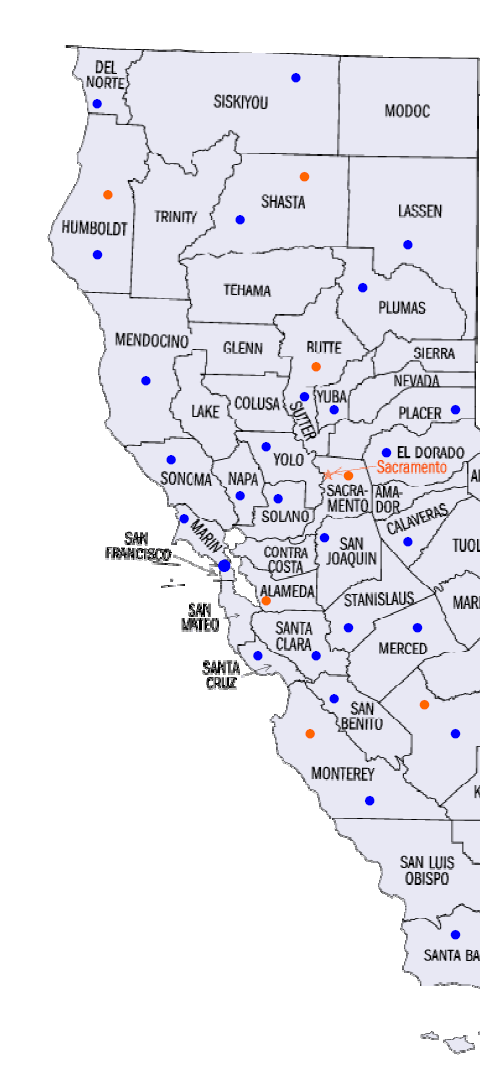 DEL
NORTE
SISKIYOU
MODOC
SHASTA
LASSEN
TRINITY
HUMBOLDT
TEHAMA
PLUMAS
MENDOCINO
GLENN
BUTTE
SIERRA
NEVADA
LAKE
COLUSA
SUTTER
YUBA
PLACER
EL DORADO
YOLO
Sacramento
SONOMA
NAPA
SACRA-
MENTO
AMA-
DOR
SOLANO
CALAVERAS
MARIN
SAN
FRANCISCO
CONTRA
COSTA
SAN
JOAQUIN
TUOL
ALAMEDA
STANISLAUS
MARI
SAN
MATEO
SANTA
CLARA
MERCED
SANTA
CRUZ
SAN
BENITO
MONTEREY
K
SAN LUIS
OBISPO
SANTA BA